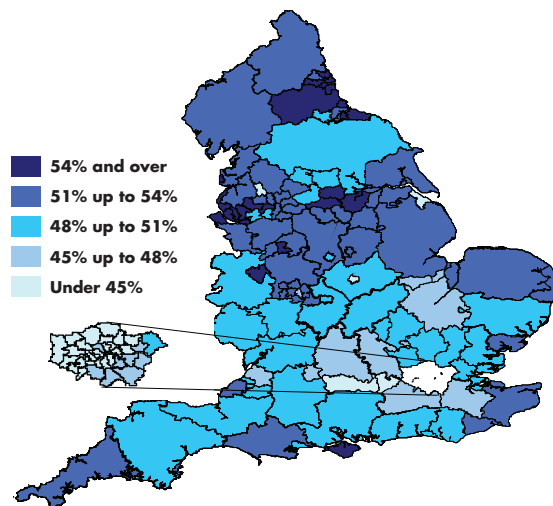 54% and over
51% up to 54%
48% up to 51%
45% up to 48%
Under 45%